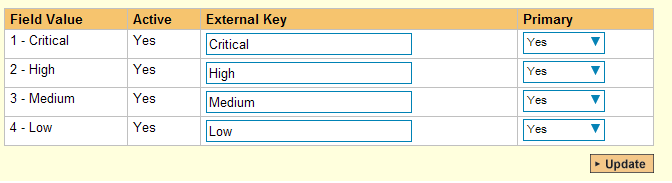 Field Value Active External Key Primary
1 - Critical Yes Critical Yes
2 - High Yes High Yes
3 - Medium Yes Medium Yes
4 - Low Yes Low Yes
Update